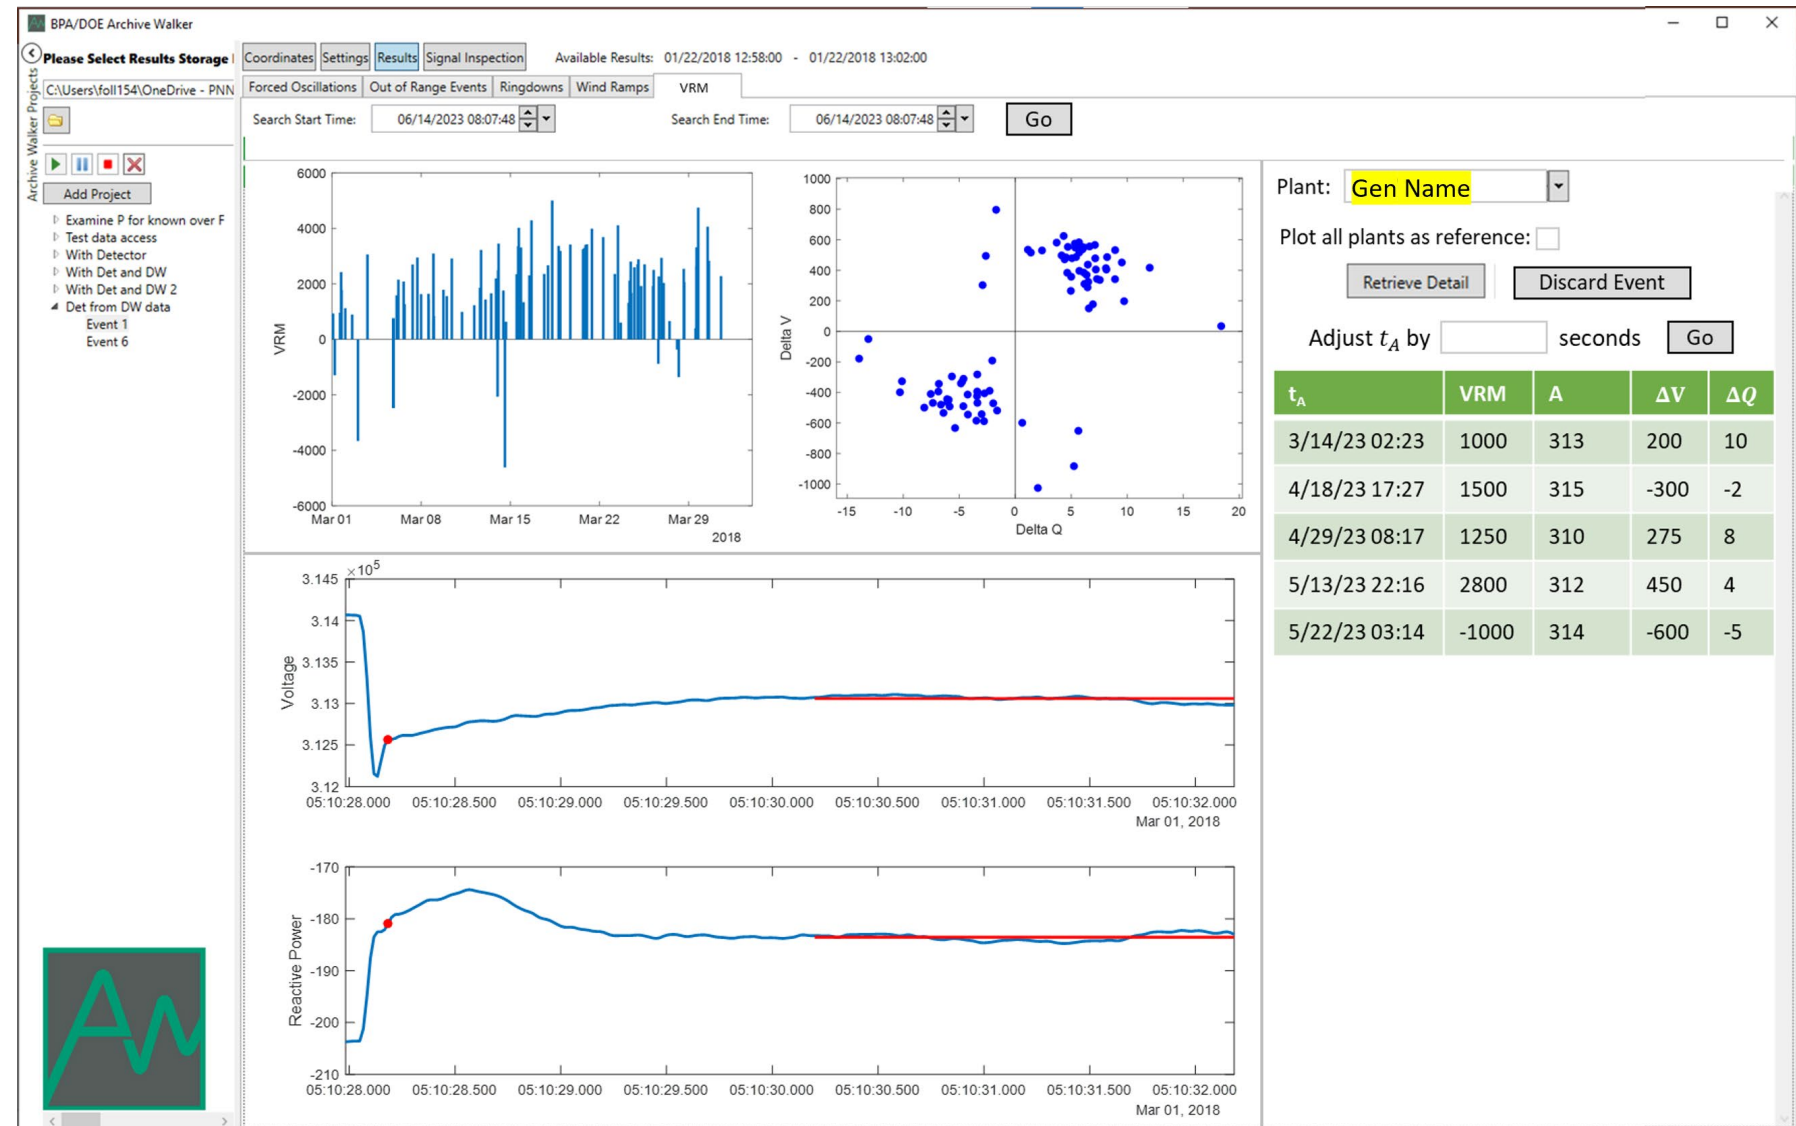 BPA/DOE Archive Walker
Please Select Results Storage
C:\Users\foll154\OneDrive - PNN
Archive Walker Projects
Add Project
Examine P for known over F
Test data access
With Detector
With Det and DW
With Det and DW 2
Det from DW data
Event 1
Event 6
Coordinates Settings Results Signal Inspection Available Results: 01/22/2018 12:58:00 - 01/22/2018 13:02:00
Forced Oscillations Out of Range Events Ringdowns Wind Ramps VRM
Search Start Time: 06/14/2023 08:07:48 Search End Time: 06/14/2023 08:07:48 Go
6000
4000
2000
0
-2000
-4000
-6000
VRM
Mar 01 Mar 08 Mar 15 Mar 22 Mar 29
2018
1000
800
600
400
200
0
-200
-400
-600
-800
-1000
Delta V
-15 -10 -5 0 5 10 15 20
Delta Q
×10⁵
3.145
3.14
3.135
3.13
3.125
3.12
Voltage
05:10:28.000 05:10:28.500 05:10:29.000 05:10:29.500 05:10:30.000 05:10:30.500 05:10:31.000 05:10:31.500 05:10:32.000
Mar 01, 2018
-170
-180
-190
-200
-210
Reactive Power
05:10:28.000 05:10:28.500 05:10:29.000 05:10:29.500 05:10:30.000 05:10:30.500 05:10:31.000 05:10:31.500 05:10:32.000
Mar 01, 2018
Plant: Gen Name
Plot all plants as reference:
Retrieve Detail Discard Event
Adjust t_A by seconds Go
t_A VRM A ΔV ΔQ
3/14/23 02:23 1000 313 200 10
4/18/23 17:27 1500 315 -300 -2
4/29/23 08:17 1250 310 275 8
5/13/23 22:16 2800 312 450 4
5/22/23 03:14 -1000 314 -600 -5
AW